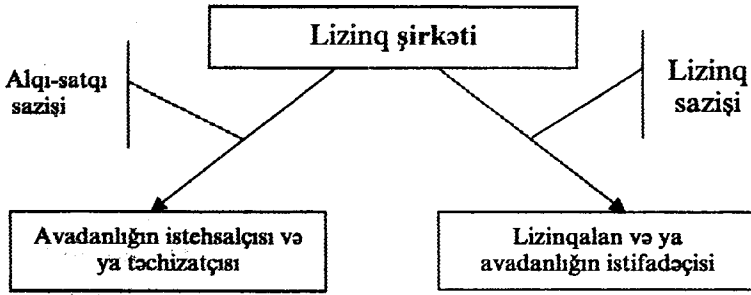 Lizinq şirkəti
Alqı-satqı
sazişi
Lizinq
sazişi
Avadanlığın istehsalçısı və
ya təchizatçısı
Lizinqalan və ya
avadanlığın istifadəçisi